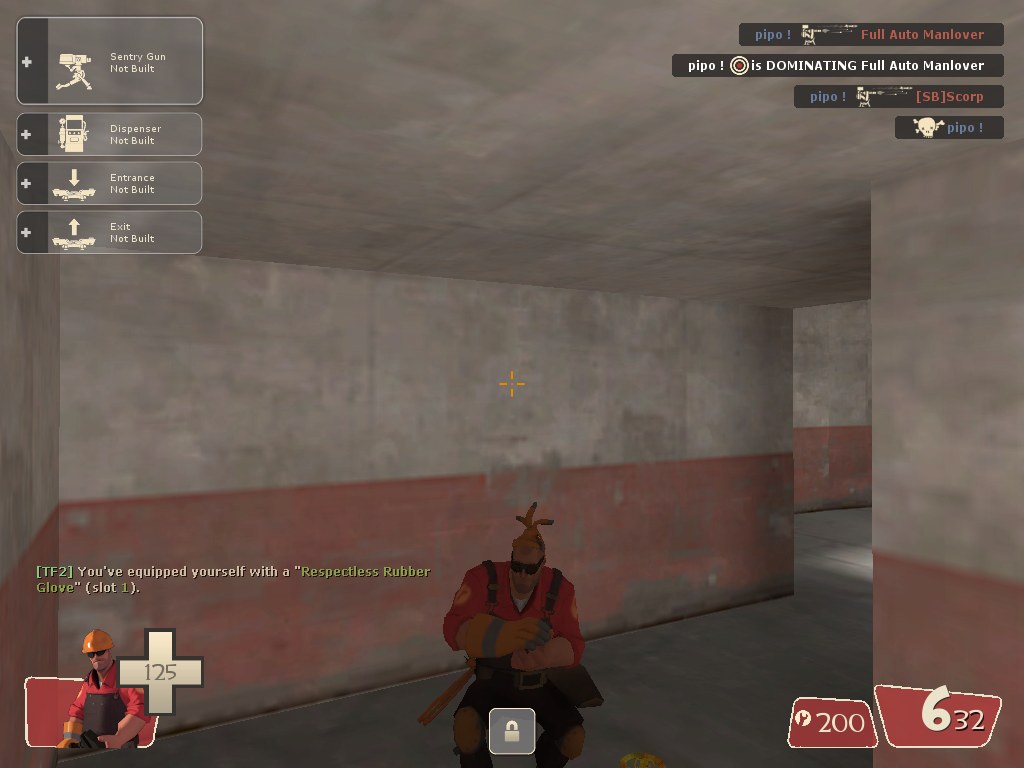 Sentry Gun
Not Built
Dispenser
Not Built
Entrance
Not Built
Exit
Not Built
pipo ! Full Auto Manlover
pipo ! is DOMINATING Full Auto Manlover
pipo ! [SB]Scorp
pipo !
[TF2] You've equipped yourself with a "Respectless Rubber
Glove" (slot 1).
125
200
6 32